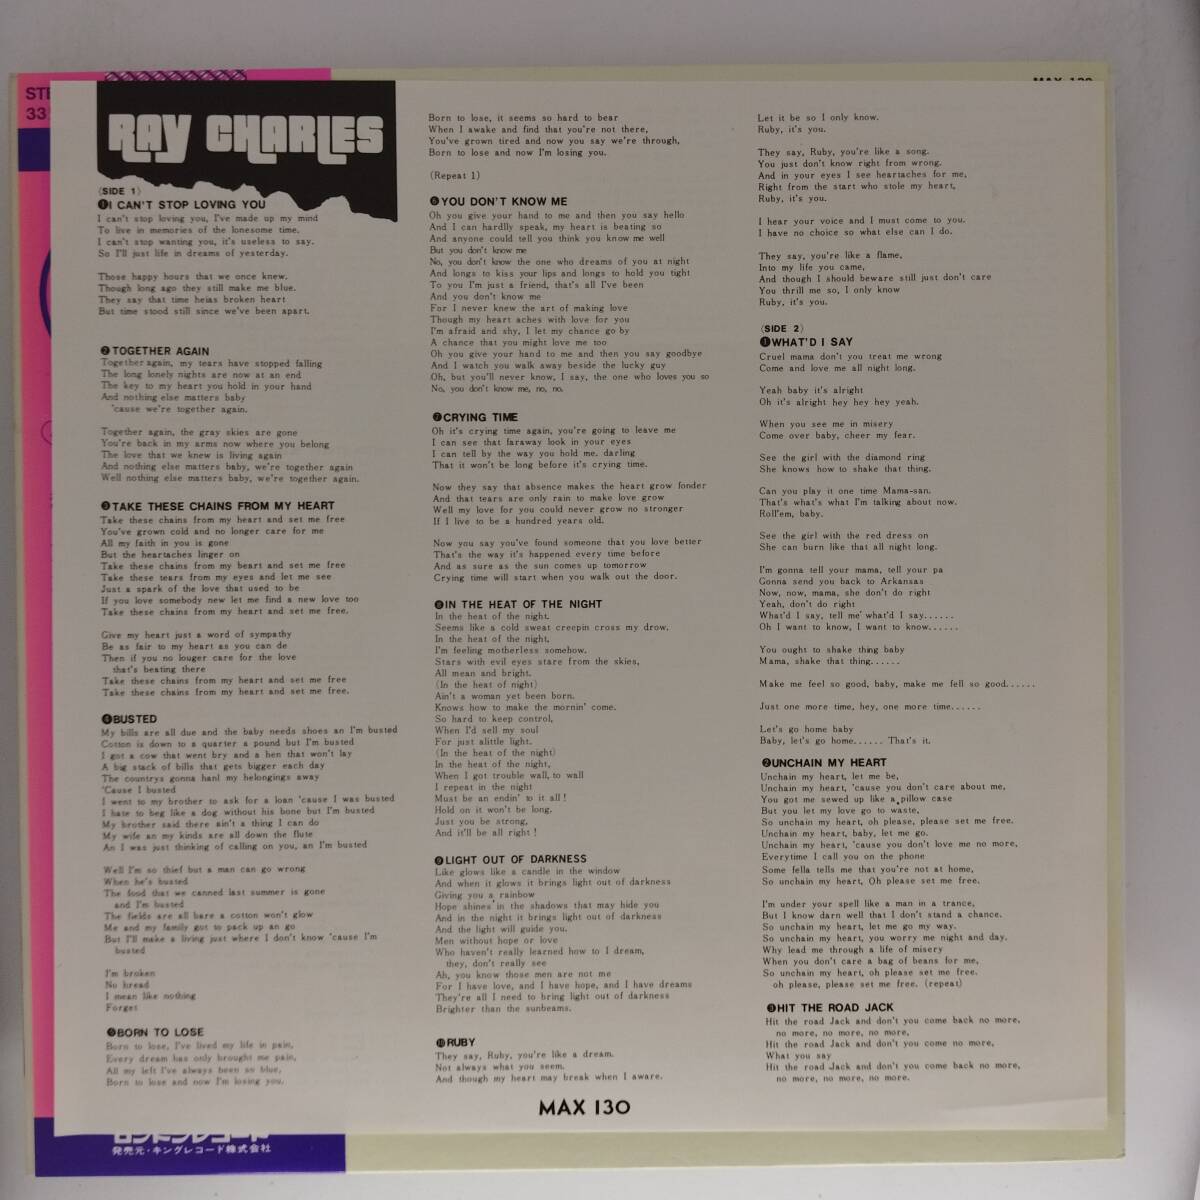 STE
33
MAX 130
RAY CHARLES
〈SIDE 1〉
❶I CAN'T STOP LOVING YOU
I can't stop loving you, I've made up my mind
To live in memories of the lonesome time.
I can't stop wanting you, it's useless to say.
So I'll just life in dreams of yesterday.
Those happy hours that we once knew.
Though long ago they still make me blue.
They say that time heias broken heart
But time stood still since we've been apart.
❷TOGETHER AGAIN
Together again, my tears have stopped falling
The long lonely nights are now at an end
The key to my heart you hold in your hand
And nothing else matters baby
'cause we're together again.
Together again, the gray skies are gone
You're back in my arms now where you belong
The love that we knew is living again
And nothing else matters baby, we're together again
Well nothing else matters baby, we're together again.
❸TAKE THESE CHAINS FROM MY HEART
Take these chains from my heart and set me free
You've grown cold and no longer care for me
All my faith in you is gone
But the heartaches linger on
Take these chains from my heart and set me free
Take these tears from my eyes and let me see
Just a spark of the love that used to be
If you love somebody new let me find a new love too
Take these chains from my heart and set me free.
Give my heart just a word of sympathy
Be as fair to my heart as you can de
Then if you no louger care for the love
that's beating there
Take these chains from my heart and set me free
Take these chains from my heart and set me free.
❹BUSTED
My bills are all due and the baby needs shoes an I'm busted
Cotton is down to a quarter a pound but I'm busted
I got a cow that went bry and a hen that won't lay
A big stack of bills that gets bigger each day
The countrys gonna hanl my helongings away
'Cause I busted
I went to my brother to ask for a loan 'cause I was busted
I hate to beg like a dog without his bone but I'm busted
My brother said there ain't a thing I can do
My wife an my kinds are all down the flute
An I was just thinking of calling on you, an I'm busted
Well I'm so thief but a man can go wrong
When he's busted
The food that we canned last summer is gone
and I'm busted
The fields are all bare a cotton won't glow
Me and my family got to pack up an go
But I'll make a living just where I don't know 'cause I'm
busted
I'm broken
No bread
I mean like nothing
Forget
❺BORN TO LOSE
Born to lose, I've lived my life in pain,
Every dream has only brought me pain,
All my left I've always been so blue,
Born to lose and now I'm losing you.
Born to lose, it seems so hard to bear
When I awake and find that you're not there,
You've grown tired and now you say we're through,
Born to lose and now I'm losing you.
(Repeat 1)
❻YOU DON'T KNOW ME
Oh you give your hand to me and then you say hello
And I can hardlly speak, my heart is beating so
And anyone could tell you think you know me well
But you don't know me
No, you don't know the one who dreams of you at night
And longs to kiss your lips and longs to hold you tight
To you I'm just a friend, that's all I've been
And you don't know me
For I never knew the art of making love
Though my heart aches with love for you
I'm afraid and shy, I let my chance go by
A chance that you might love me too
Oh you give your hand to me and then you say goodbye
And I watch you walk away beside the lucky guy
Oh, but you'll never know, I say, the one who loves you so
No, you don't know me, no, no.
❼CRYING TIME
Oh it's crying time again, you're going to leave me
I can see that faraway look in your eyes
I can tell by the way you hold me. darling
That it won't be long before it's crying time.
Now they say that absence makes the heart grow fonder
And that tears are only rain to make love grow
Well my love for you could never grow no stronger
If I live to be a hundred years old.
Now you say you've found someone that you love better
That's the way it's happened every time before
And as sure as the sun comes up tomorrow
Crying time will start when you walk out the door.
❽IN THE HEAT OF THE NIGHT
In the heat of the night.
Seems like a cold sweat creepin cross my drow.
In the heat of the night,
I'm feeling motherless somehow.
Stars with evil eyes stare from the skies,
All mean and bright.
(In the heat of night)
Ain't a woman yet been born.
Knows how to make the mornin' come.
So hard to keep control,
When I'd sell my soul
For just alittle light.
(In the heat of the night)
In the heat of the night,
When I got trouble wall, to wall
I repeat in the night
Must be an endin' to it all!
Hold on it won't be long.
Just you be strong,
And it'll be all right!
❾LIGHT OUT OF DARKNESS
Like glows like a candle in the window
And when it glows it brings light out of darkness
Giving you a rainbow
Hope shines in the shadows that may hide you
And in the night it brings light out of darkness
And the light will guide you.
Men without hope or love
Who haven't really learned how to I dream,
they, don't really see
Ah, you know those men are not me
For I have love, and I have hope, and I have dreams
They're all I need to bring light out of darkness
Brighter than the sunbeams.
❿RUBY
They say, Ruby, you're like a dream.
Not always what you seem.
And though my heart may break when I aware.
Let it be so I only know.
Ruby, it's you.
They say, Ruby, you're like a song.
You just don't know right from wrong.
And in your eyes I see heartaches for me,
Right from the start who stole my heart,
Ruby, it's you.
I hear your voice and I must come to you.
I have no choice so what else can I do.
They say, you're like a flame.
Into my life you came,
And though I should beware still just don't care
You thrill me so, I only know
Ruby, it's you.
〈SIDE 2〉
❶WHAT'D I SAY
Cruel mama don't you treat me wrong
Come and love me all night long.
Yeah baby it's alright
Oh it's alright hey hey hey yeah.
When you see me in misery
Come over baby, cheer my fear.
See the girl with the diamond ring
She knows how to shake that thing.
Can you play it one time Mama-san.
That's what's what I'm talking about now.
Roll'em, baby.
See the girl with the red dress on
She can burn like that all night long.
I'm gonna tell your mama, tell your pa
Gonna send you back to Arkansas
Now, now, mama, she don't do right
Yeah, don't do right
What'd I say, tell me what'd I say......
Oh I want to know, I want to know......
You ought to shake thing baby
Mama, shake that thing......
Make me feel so good, baby, make me fell so good......
Just one more time, hey, one more time......
Let's go home baby
Baby, let's go home...... That's it.
❷UNCHAIN MY HEART
Unchain my heart, let me be,
Unchain my heart, 'cause you don't care about me,
You got me sewed up like a pillow case
But you let my love go to waste,
So unchain my heart, oh please, please set me free.
Unchain my heart, baby, let me go.
Unchain my heart, 'cause you don't love me no more,
Everytime I call you on the phone
Some fella tells me that you're not at home,
So unchain my heart, Oh please set me free.
I'm under your spell like a man in a trance,
But I know darn well that I don't stand a chance.
So unchain my heart, let me go my way.
So unchain my heart, you worry me night and day.
Why lead me through a life of misery
When you don't care a bag of beans for me,
So unchain my heart, oh please set me free.
oh please, please set me free. (repeat)
❸HIT THE ROAD JACK
Hit the road Jack and don't you come back no more,
no more, no more, no more,
Hit the road Jack and don't you come no more,
What you say
Hit the road Jack and don't you come back no more,
no more, no more, no more.
MAX 130
ロンドンレコード
発売元・キングレコード株式会社